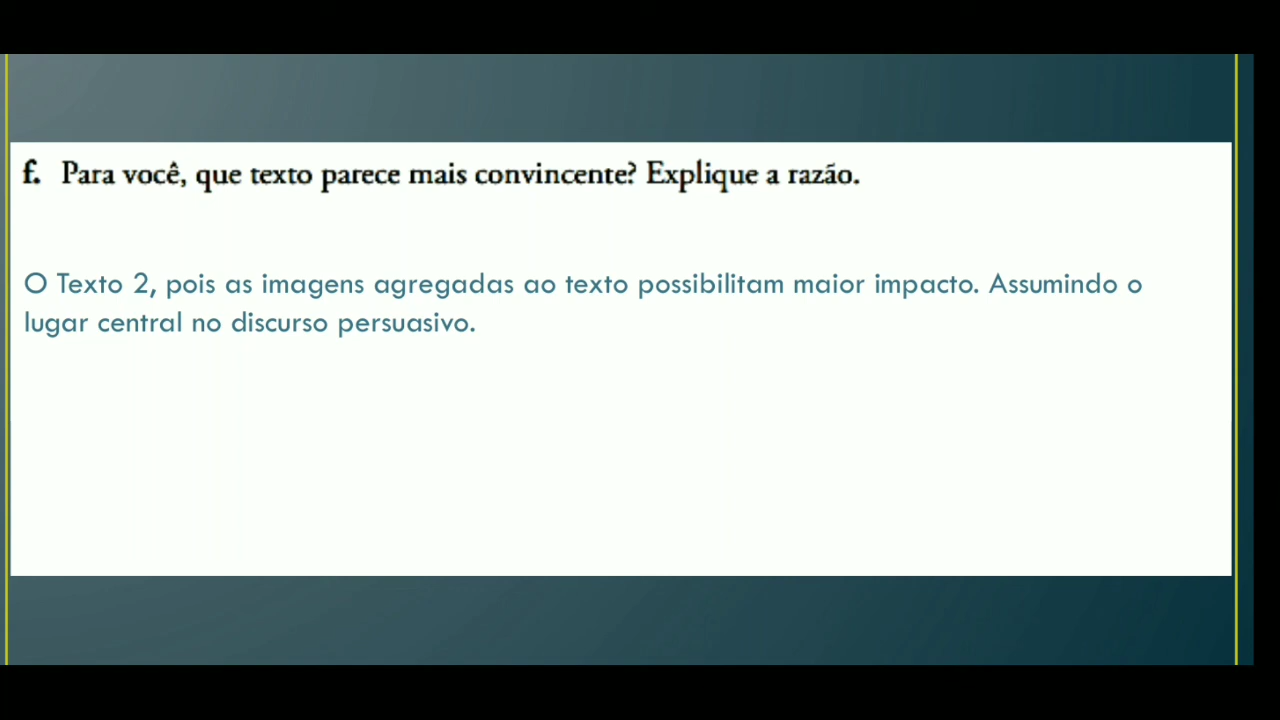 f. Para você, que texto parece mais convincente? Explique a razão.
O Texto 2, pois as imagens agregadas ao texto possibilitam maior impacto. Assumindo o
lugar central no discurso persuasivo.